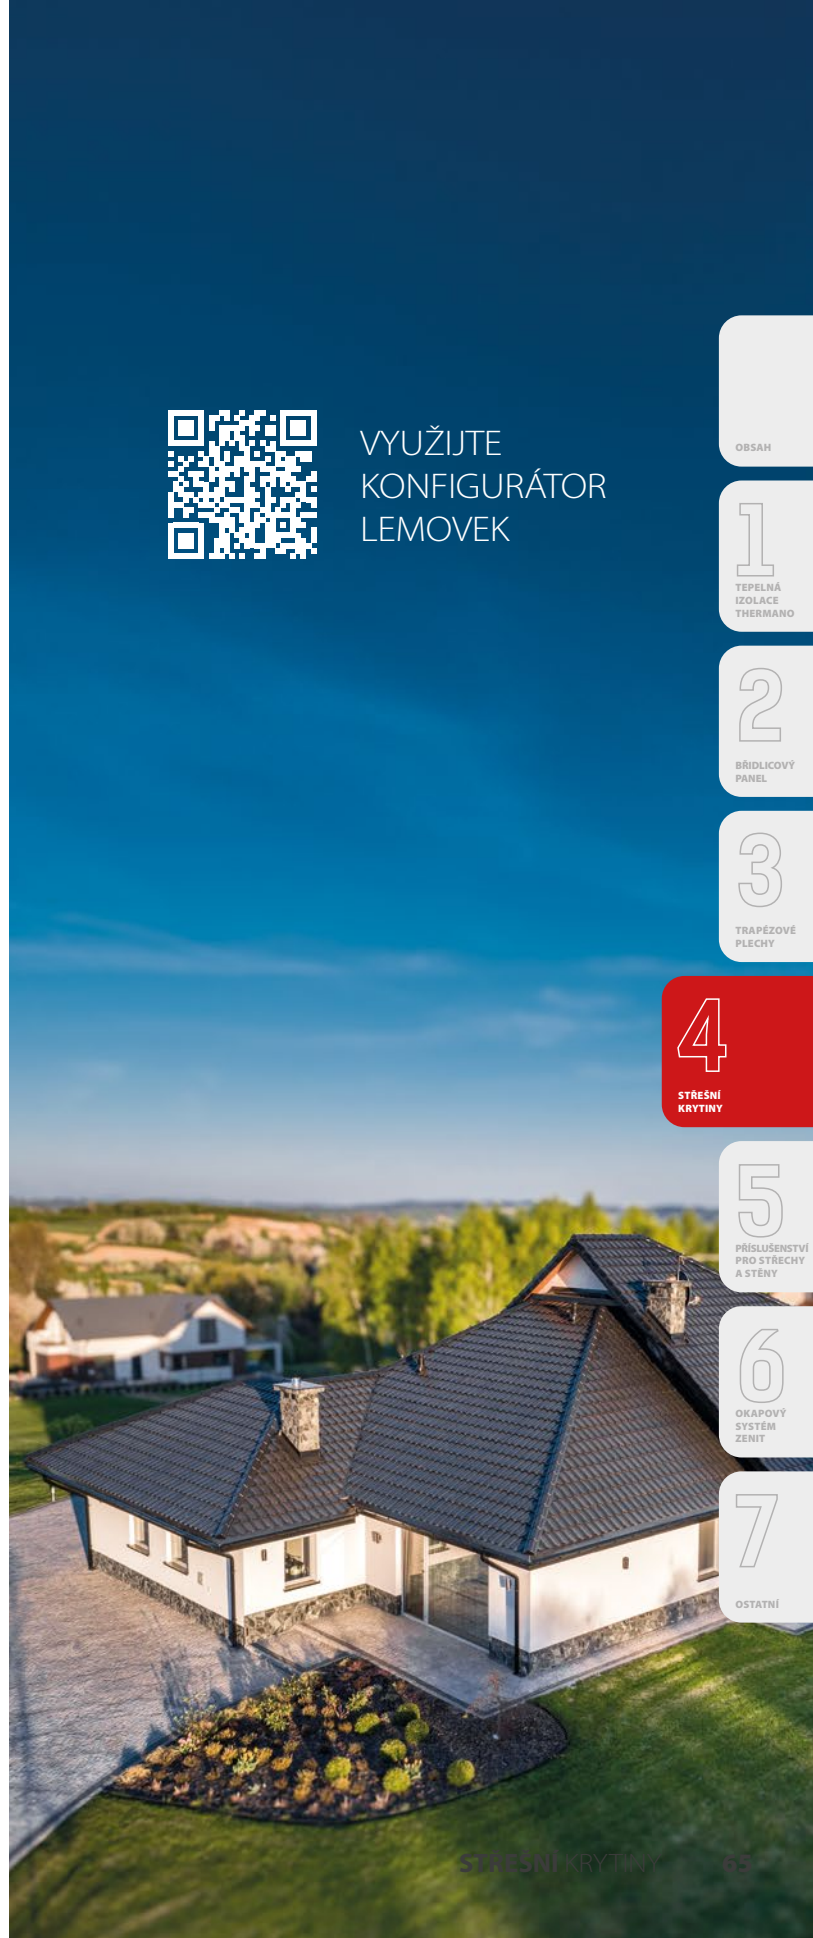 VYUŽIJTE
KONFIGURÁTOR
LEMOVEK
OBSAH
1
TEPELNÁ
IZOLACE
THERMANO
2
BŘIDLICOVÝ
PANEL
3
TRAPÉZOVÉ
PLECHY
4
STŘEŠNÍ
KRYTINY
5
PŘÍSLUŠENSTVÍ
PRO STŘECHY
A STĚNY
6
OKAPOVÝ
SYSTÉM
ZENIT
7
OSTATNÍ
STŘEŠNÍ KRYTINY 65